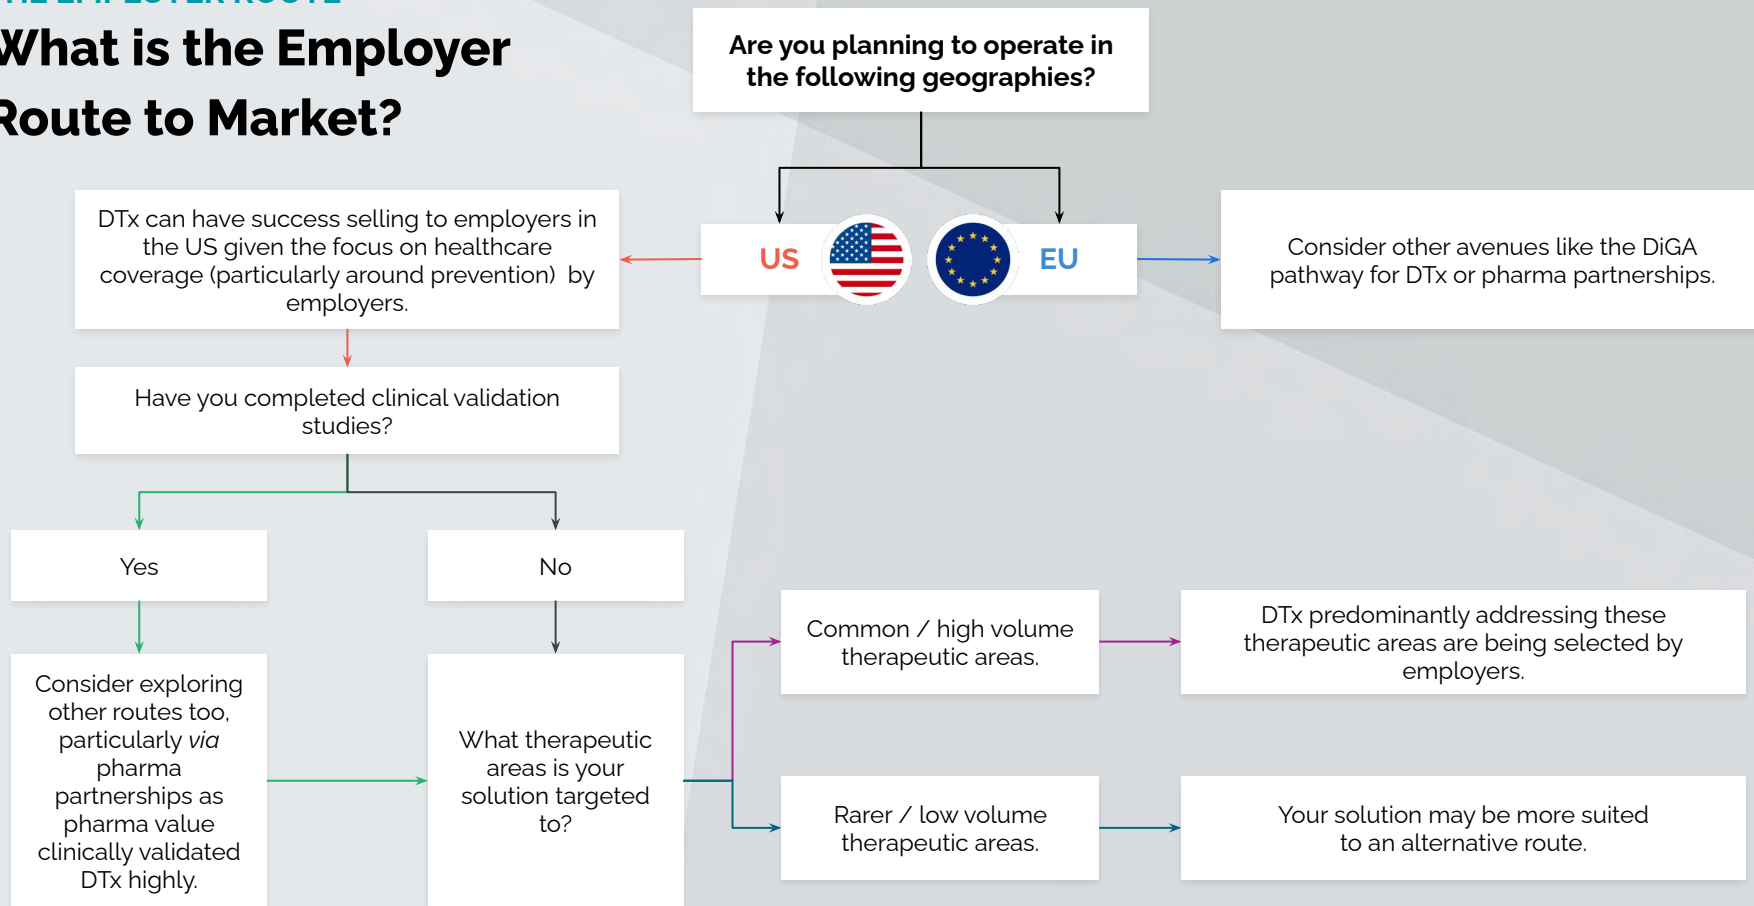 THE EMPLOYER ROUTE
What is the Employer
Route to Market?
Are you planning to operate in
the following geographies?
US
EU
DTx can have success selling to employers in
the US given the focus on healthcare
coverage (particularly around prevention) by
employers.
Consider other avenues like the DiGA
pathway for DTx or pharma partnerships.
Have you completed clinical validation
studies?
Yes
No
Consider exploring
other routes too,
particularly via
pharma
partnerships as
pharma value
clinically validated
DTx highly.
What therapeutic
areas is your
solution targeted
to?
Common / high volume
therapeutic areas.
DTx predominantly addressing these
therapeutic areas are being selected by
employers.
Rarer / low volume
therapeutic areas.
Your solution may be more suited
to an alternative route.